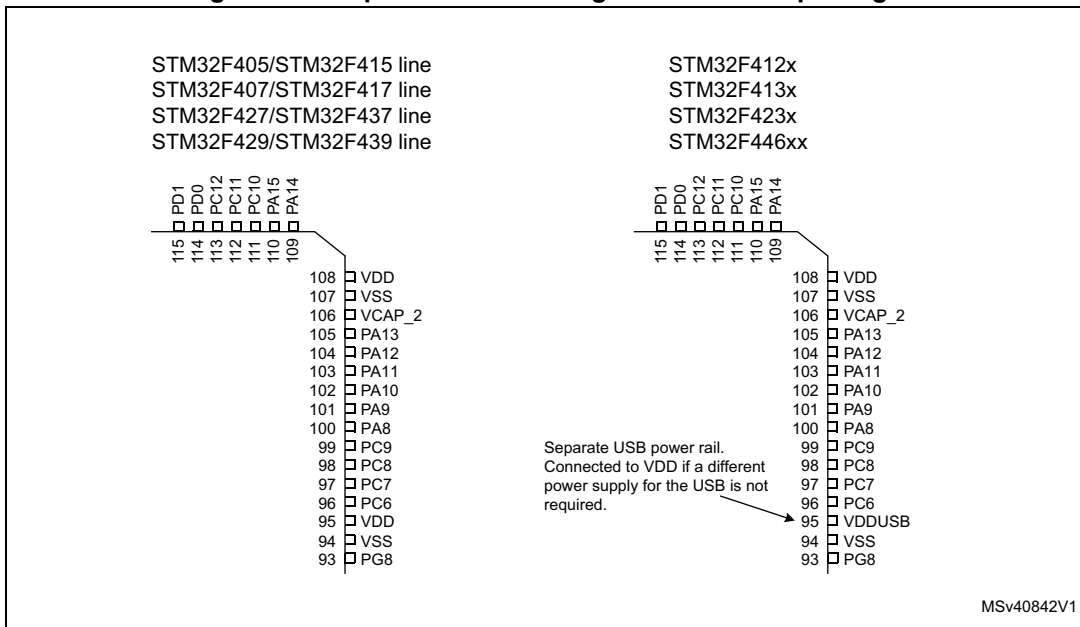 STM32F405/STM32F415 line
STM32F407/STM32F417 line
STM32F427/STM32F437 line
STM32F429/STM32F439 line
PD1 PD0 PC12 PC11 PC10 PA15 PA14
115 114 113 112 111 110 109
108 VDD
107 VSS
106 VCAP_2
105 PA13
104 PA12
103 PA11
102 PA10
101 PA9
100 PA8
99 PC9
98 PC8
97 PC7
96 PC6
95 VDD
94 VSS
93 PG8
STM32F412x
STM32F413x
STM32F423x
STM32F446xx
PD1 PD0 PC12 PC11 PC10 PA15 PA14
115 114 113 112 111 110 109
108 VDD
107 VSS
106 VCAP_2
105 PA13
104 PA12
103 PA11
102 PA10
101 PA9
100 PA8
99 PC9
98 PC8
97 PC7
96 PC6
95 VDDUSB
94 VSS
93 PG8
Separate USB power rail.
Connected to VDD if a different
power supply for the USB is not
required.
MSv40842V1